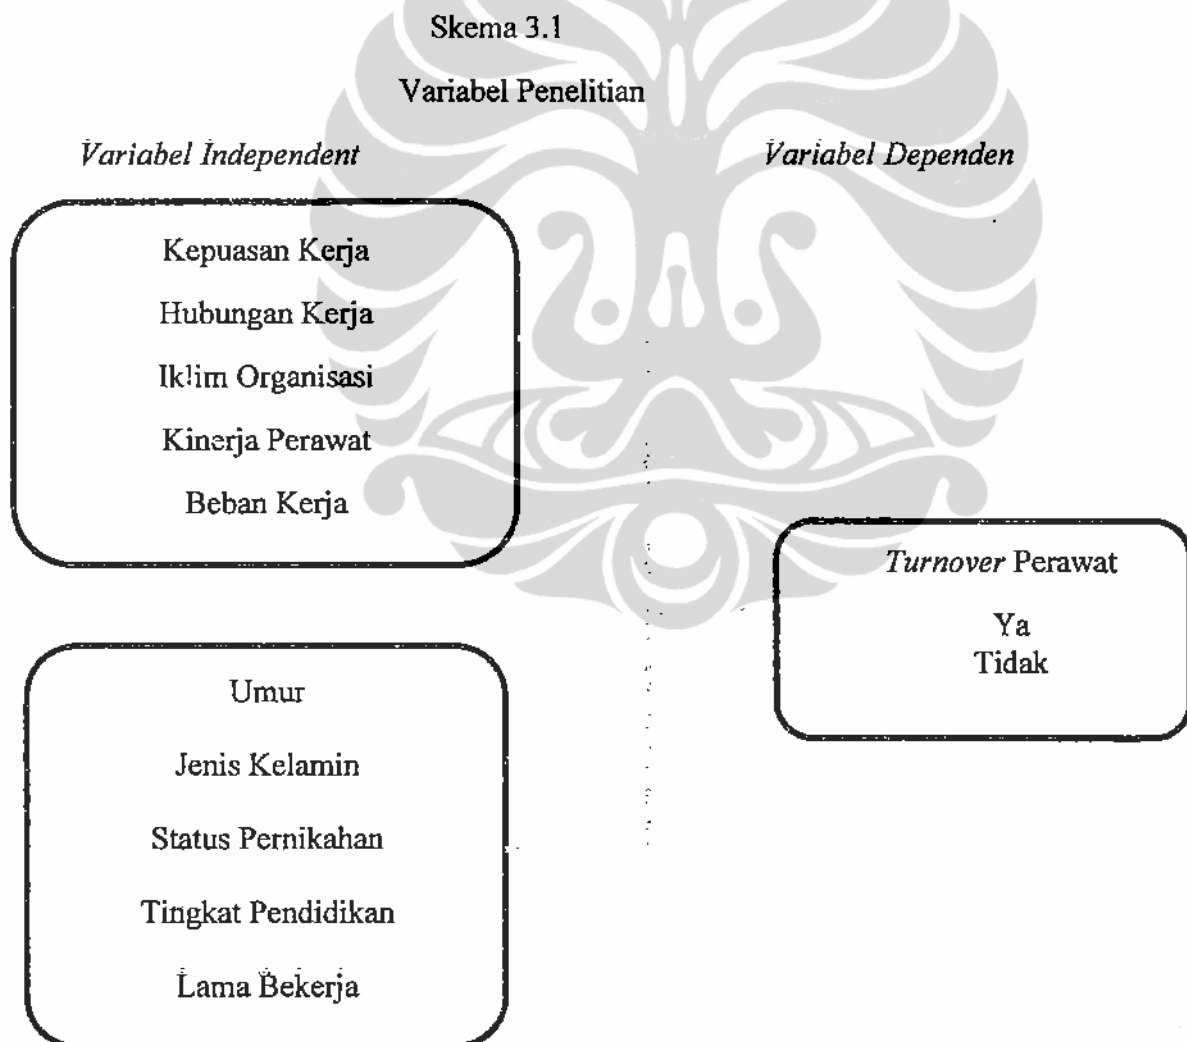 Skema 3.1
Variabel Penelitian
Variabel Independent
Variabel Dependen
Kepuasan Kerja
Hubungan Kerja
Iklim Organisasi
Kinerja Perawat
Beban Kerja
Turnover Perawat
Ya
Tidak
Umur
Jenis Kelamin
Status Pernikahan
Tingkat Pendidikan
Lama Bekerja